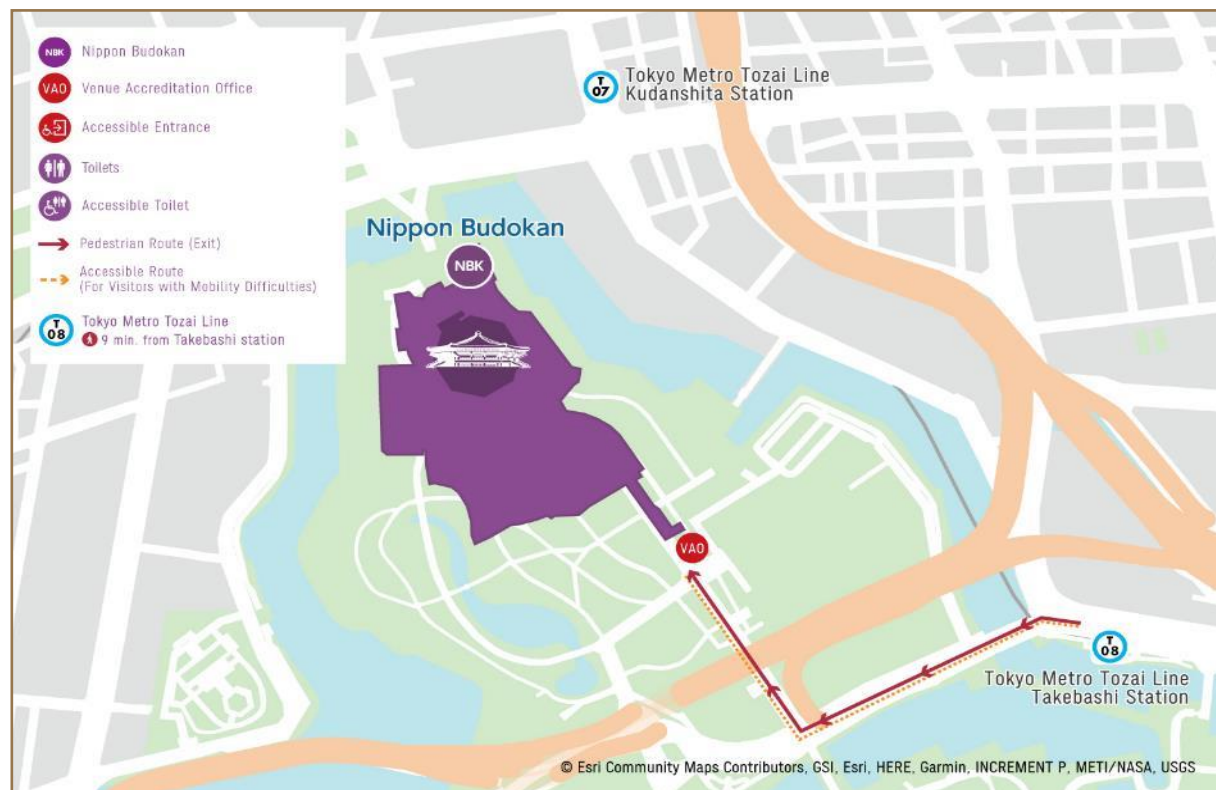 NBK Nippon Budokan
VAO Venue Accreditation Office
Accessible Entrance
Toilets
Accessible Toilet
Pedestrian Route (Exit)
Accessible Route
(For Visitors with Mobility Difficulties)
T
08
Tokyo Metro Tozai Line
9 min. from Takebashi station
T
07
Tokyo Metro Tozai Line
Kudanshita Station
Nippon Budokan
NBK
VAO
T
08
Tokyo Metro Tozai Line
Takebashi Station
© Esri Community Maps Contributors, GSI, Esri, HERE, Garmin, INCREMENT P, METI/NASA, USGS